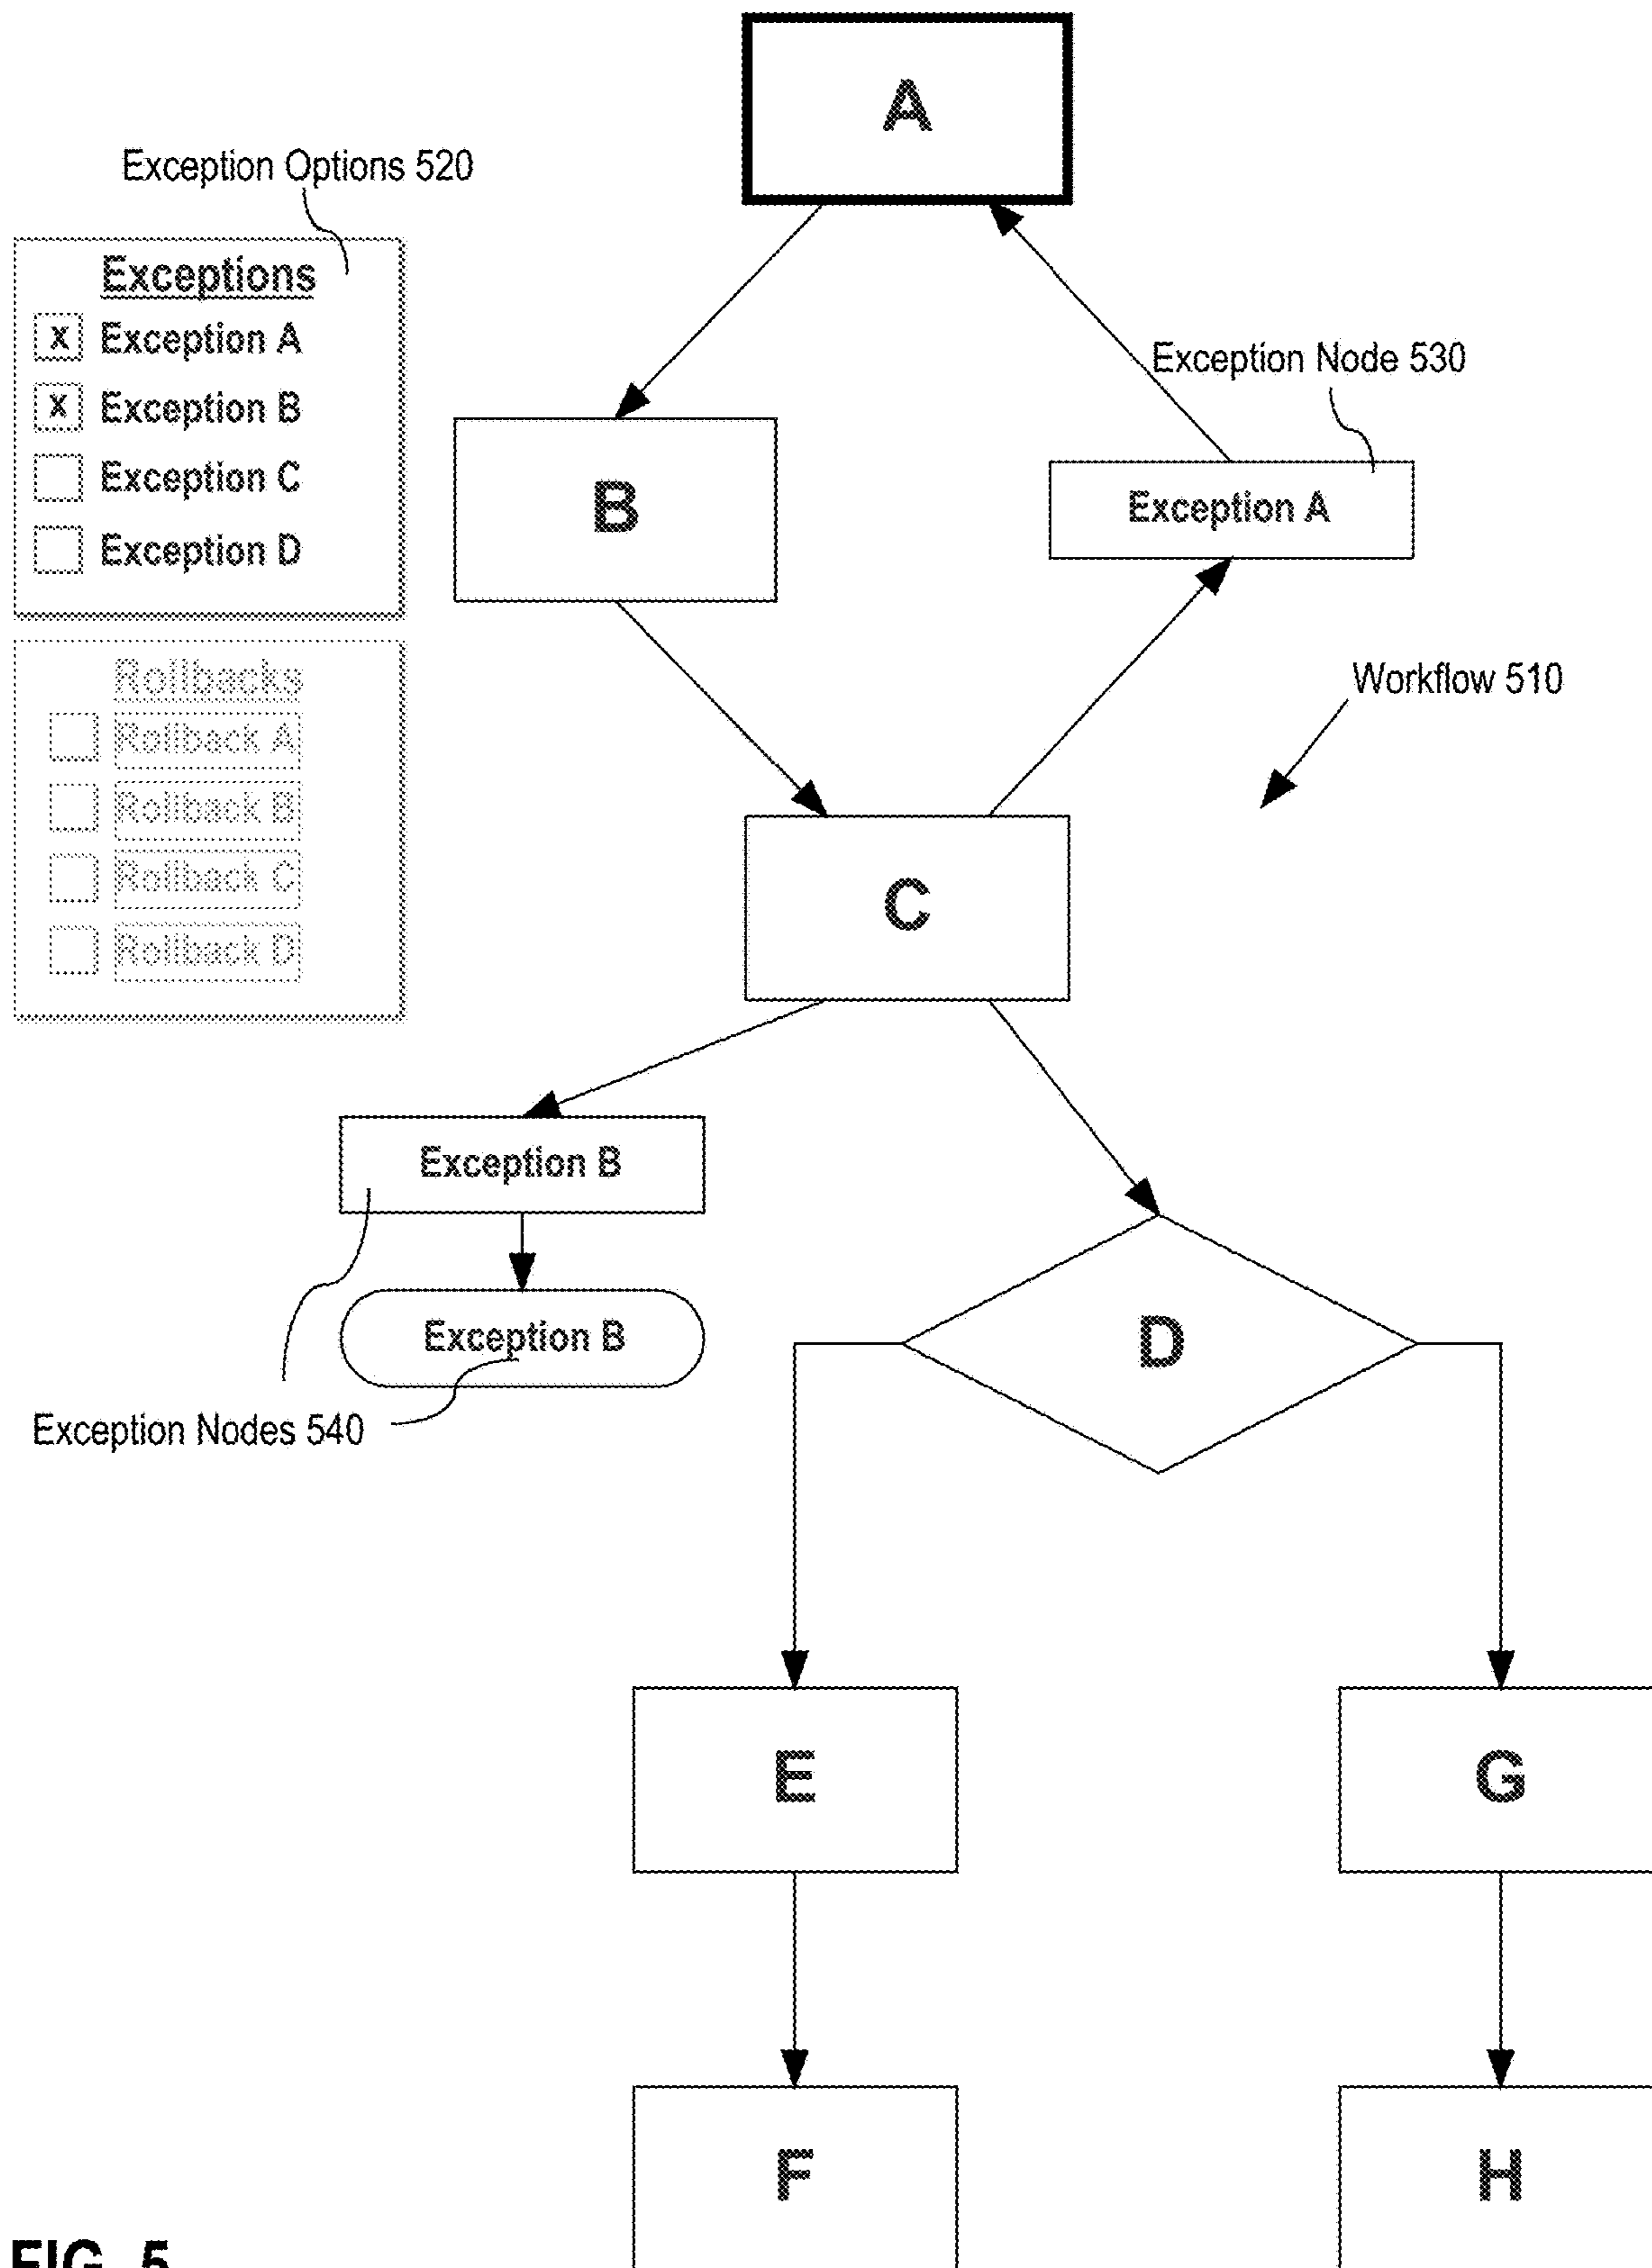 A
Exception Options 520
Exceptions
x Exception A
x Exception B
Exception C
Exception D
Exception Node 530
B
Exception A
Rollbacks
Rollback A
Rollback B
Rollback C
Rollback D
Workflow 510
C
Exception B
Exception B
D
Exception Nodes 540
E
G
F
H
FIG. 5